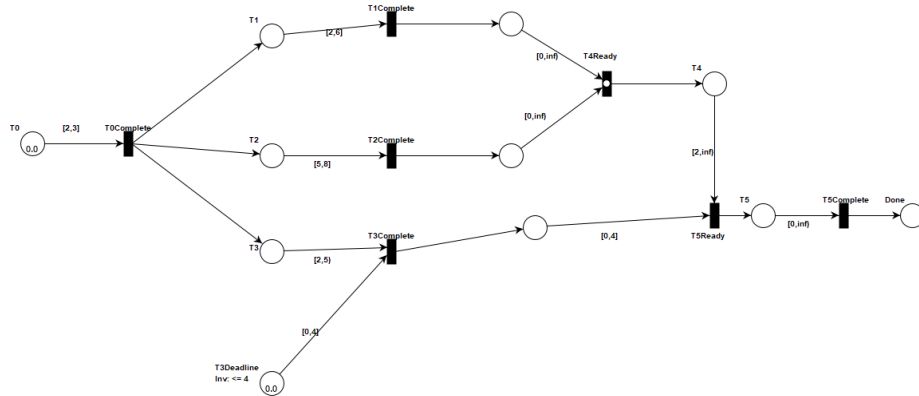 T1Complete
T1
[2,6]
[0,inf)
T4Ready
T4
T0
[2,3]
T0Complete
0.0
[0,inf)
T2
T2Complete
[5,8]
[2,inf)
T5
T5Complete
Done
[0,inf)
T5Ready
T3
T3Complete
[2,5)
[0,4]
[0,4]
T3Deadline
Inv: <= 4
0.0